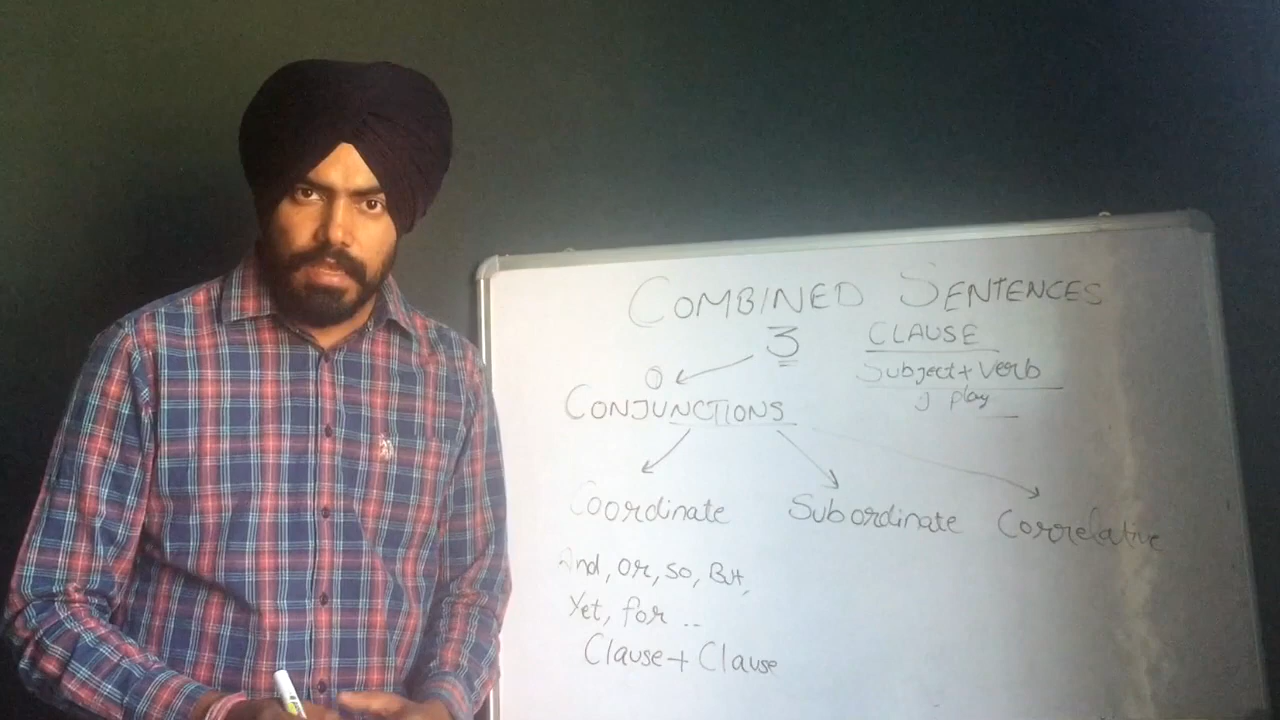 COMBINED SENTENCES
3
CLAUSE
Subject + Verb
I play
CONJUNCTIONS
Coordinate
Subordinate
Correlative
And, or, so, But,
Yet, for ..
Clause + Clause